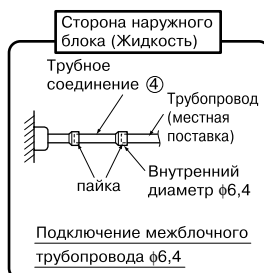 Сторона наружного
блока (Жидкость)
Трубное
соединение ④
Трубопровод
(местная
поставка)
пайка
Внутренний
диаметр ϕ6,4
Подключение межблочного
трубопровода ϕ6,4